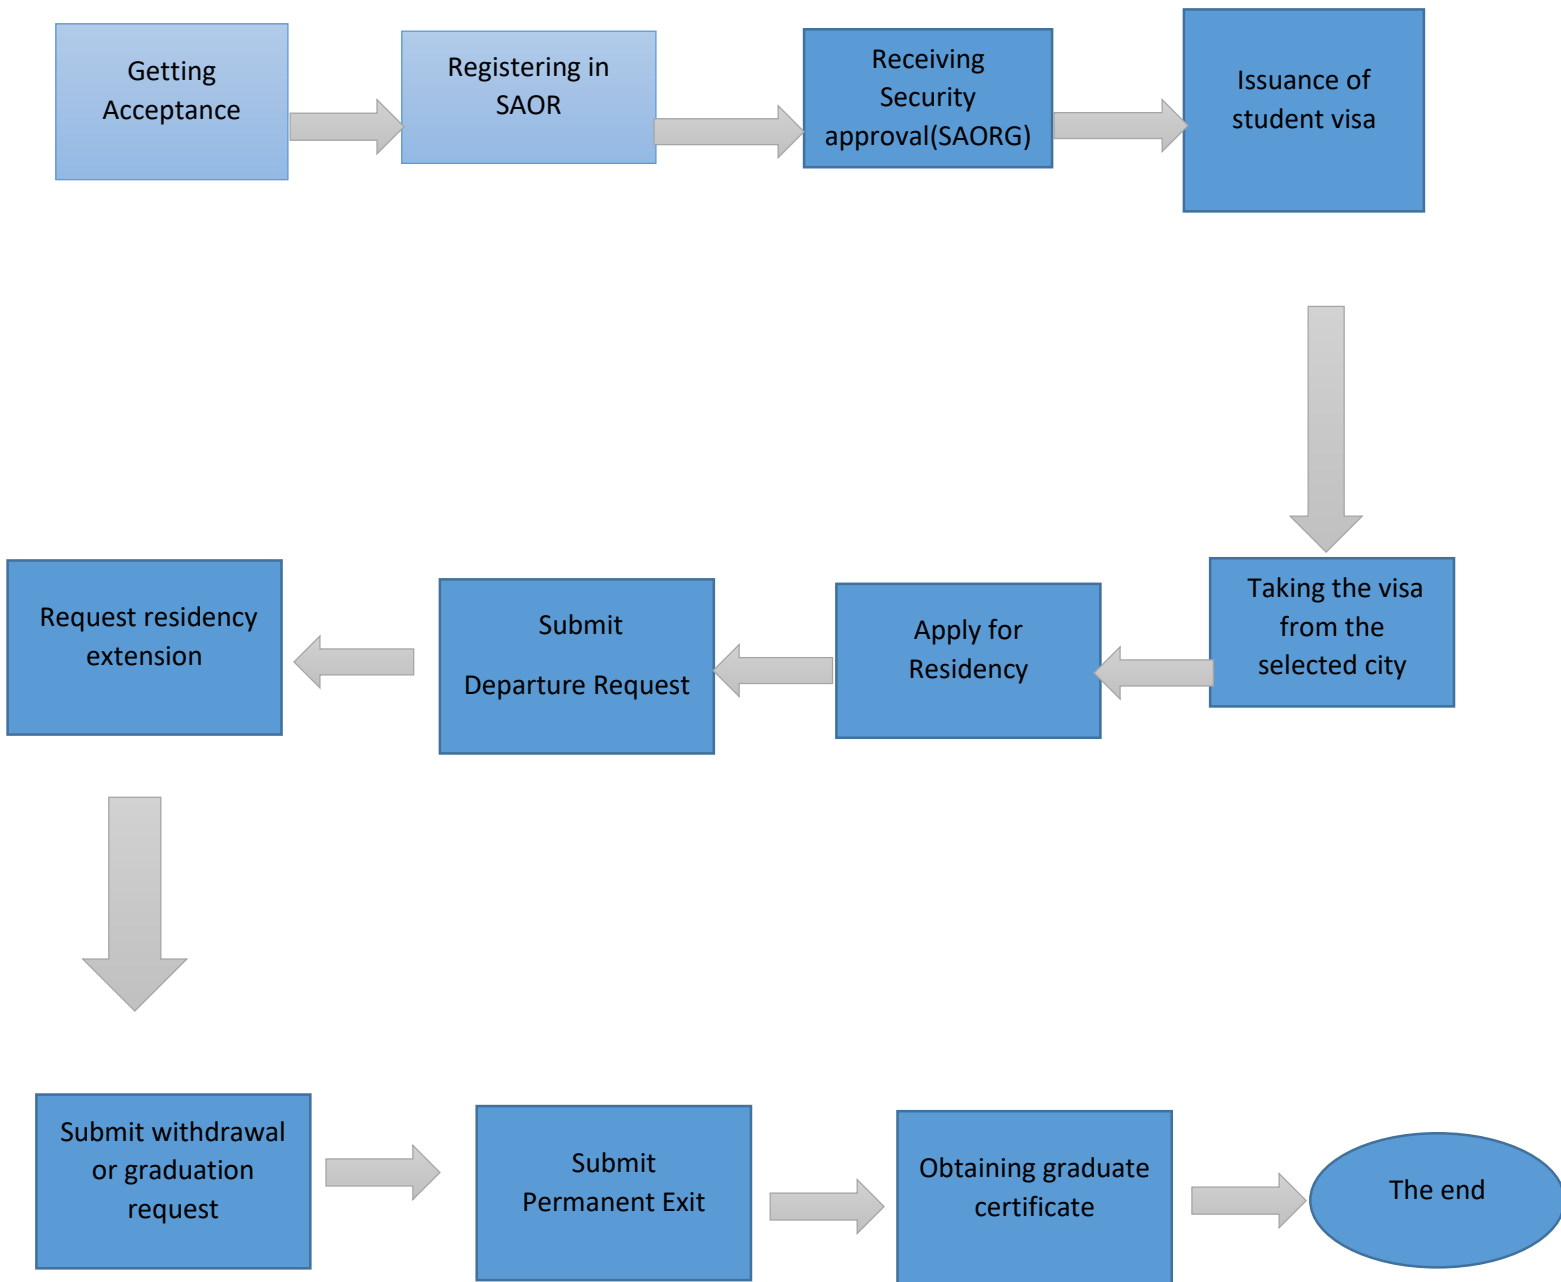 Getting
Acceptance
Registering in
SAOR
Receiving
Security
approval(SAORG)
Issuance of
student visa
Taking the visa
from the
selected city
Apply for
Residency
Submit
Departure Request
Request residency
extension
Submit withdrawal
or graduation
request
Submit
Permanent Exit
Obtaining graduate
certificate
The end